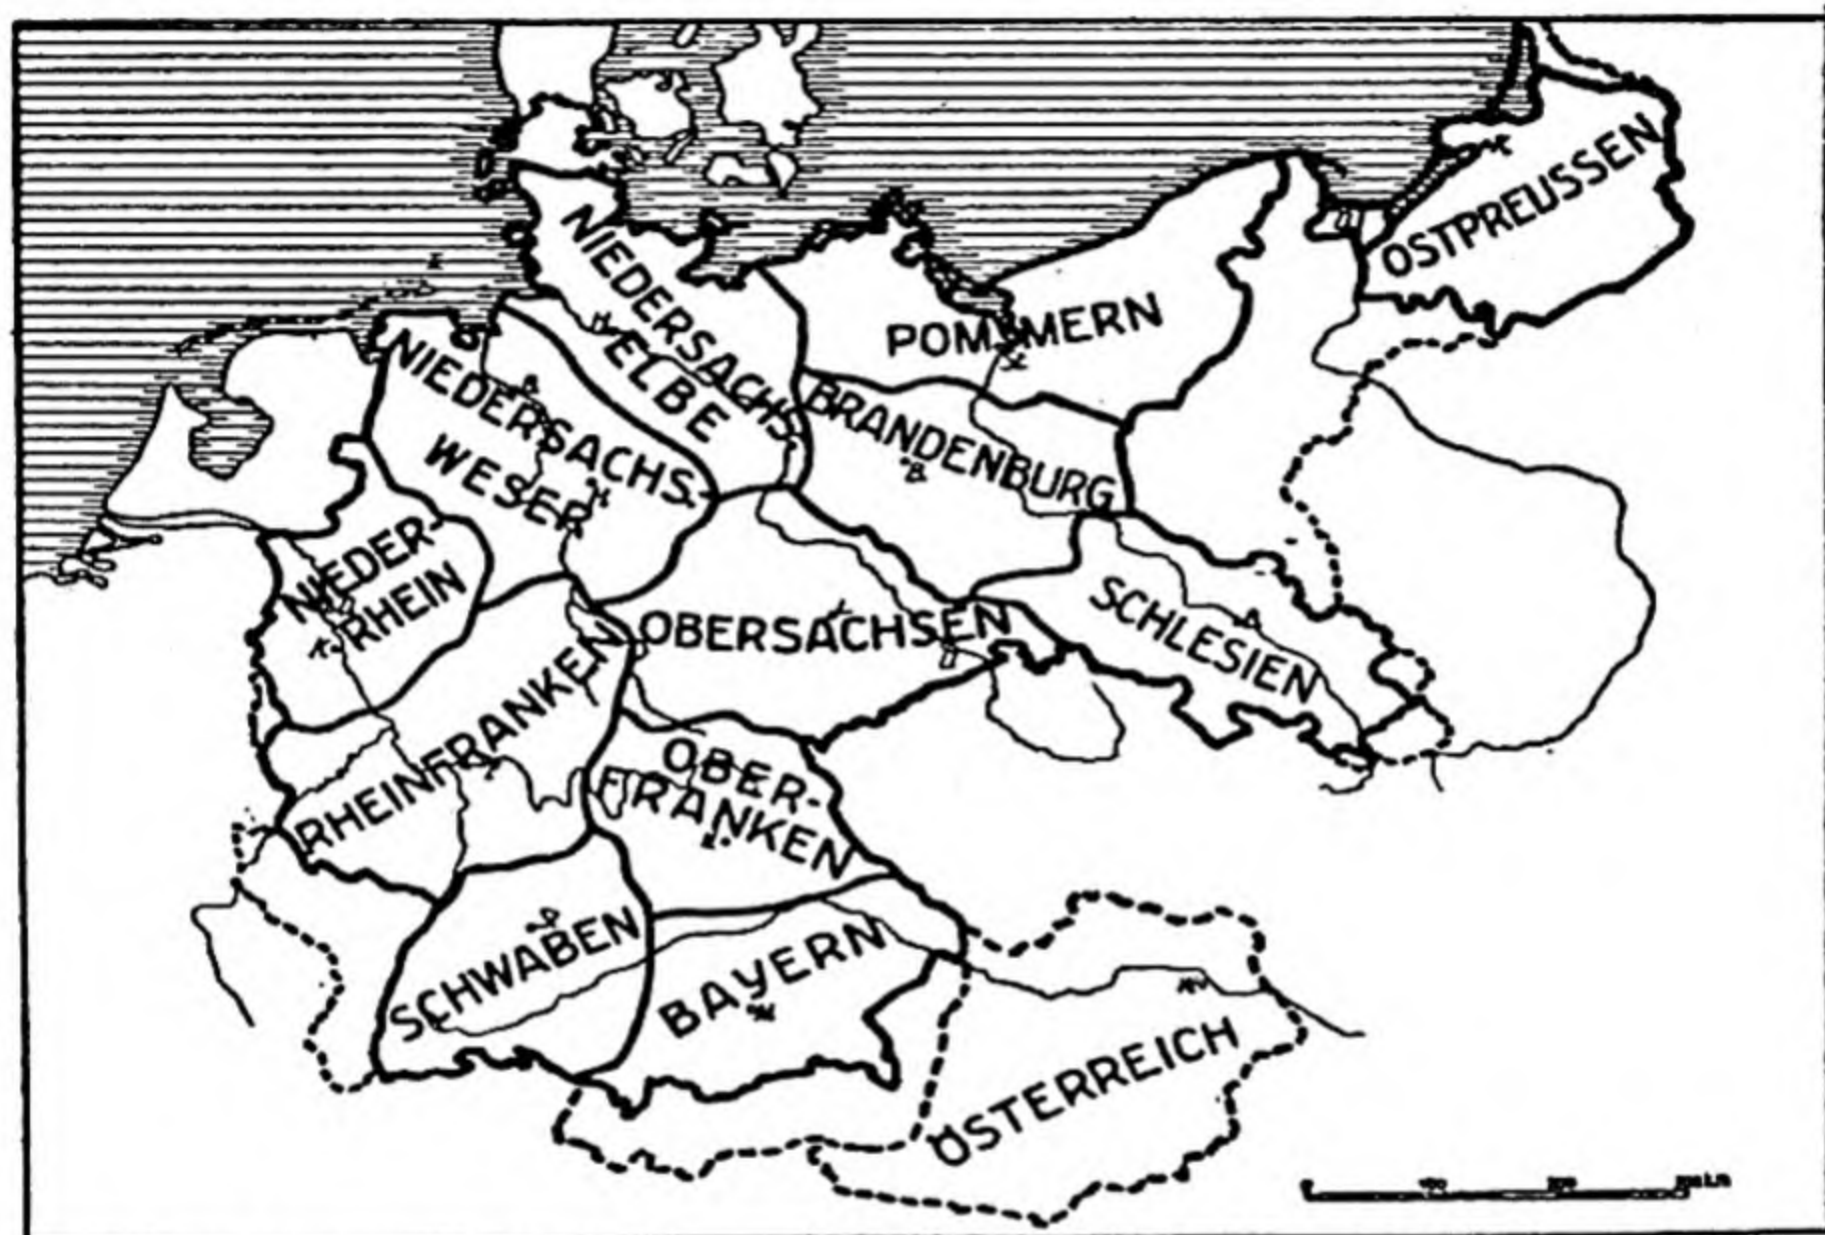 OSTPREUSSEN
NIEDERSACHS-
ELBE
POMMERN
NIEDERSACHS-
WESER
BRANDENBURG
NIEDER-
RHEIN
OBERSACHSEN
SCHLESIEN
RHEINFRANKEN
OBER-
FRANKEN
SCHWABEN
BAYERN
ÖSTERREICH